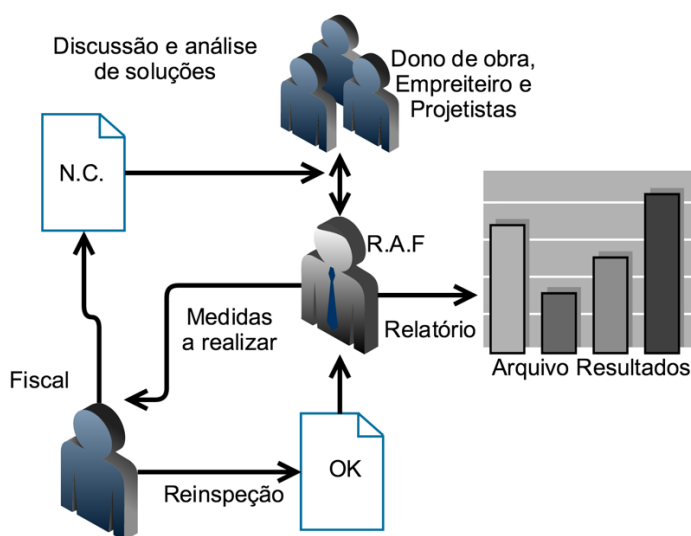 Discussão e análise
de soluções
Dono de obra,
Empreiteiro e
Projetistas
N.C.
R.A.F
Medidas
a realizar
Relatório
Arquivo Resultados
Fiscal
OK
Reinspeção